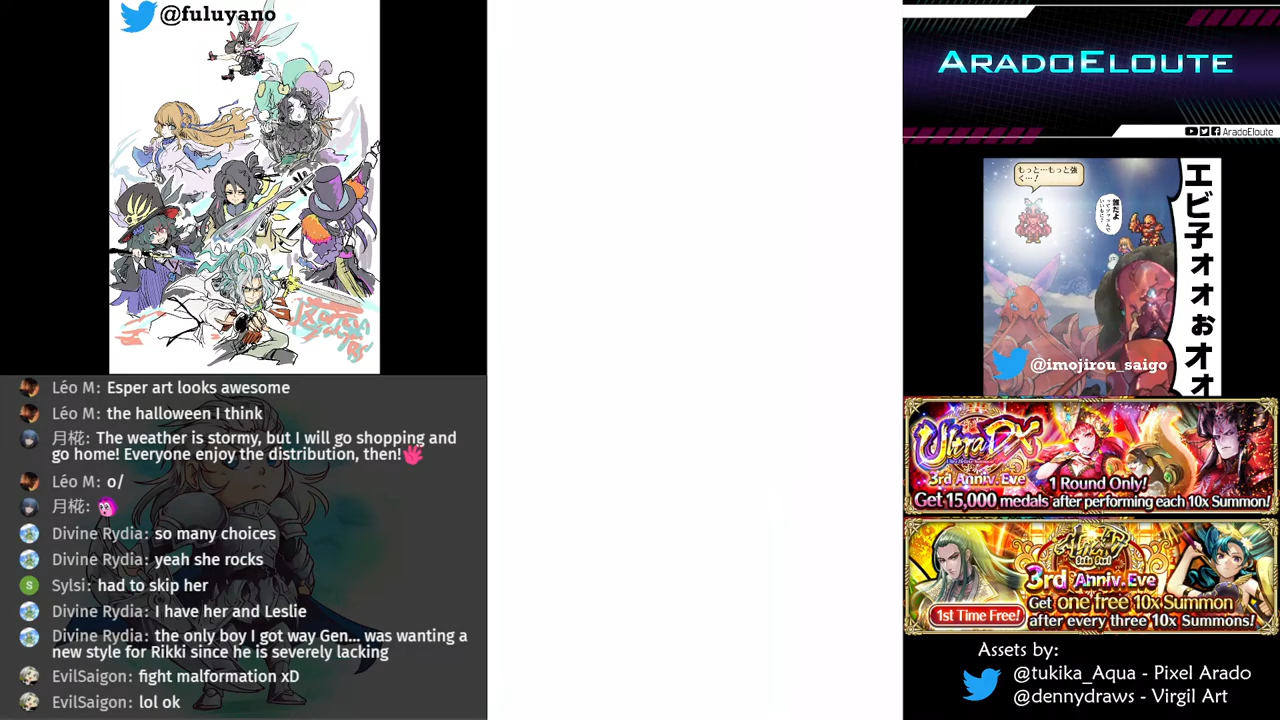 @fuluyano
Léo M: Esper art looks awesome
Léo M: the halloween I think
月椛: The weather is stormy, but I will go shopping and
go home! Everyone enjoy the distribution, then!
Léo M: o/
月椛:
Divine Rydia: so many choices
Divine Rydia: yeah she rocks
S
Sylsi: had to skip her
Divine Rydia: I have her and Leslie
Divine Rydia: the only boy I got way Gen... was wanting a
new style for Rikki since he is severely lacking
EvilSaigon: fight malformation xD
EvilSaigon: lol ok
ARADOELOUTE
AradoEloute
もっと…もっと強
く…!
エビ子ォォぉオオ
@imojirou_saigo
Ultra DX
3rd Anniv. Eve
1 Round Only!
Get 15,000 medals after performing each 10x Summon!
3rd Anniv. Eve
1st Time Free!
Get one free 10x Summon
after every three 10x Summons!
Assets by:
@tukika_Aqua - Pixel Arado
@dennydraws - Virgil Art